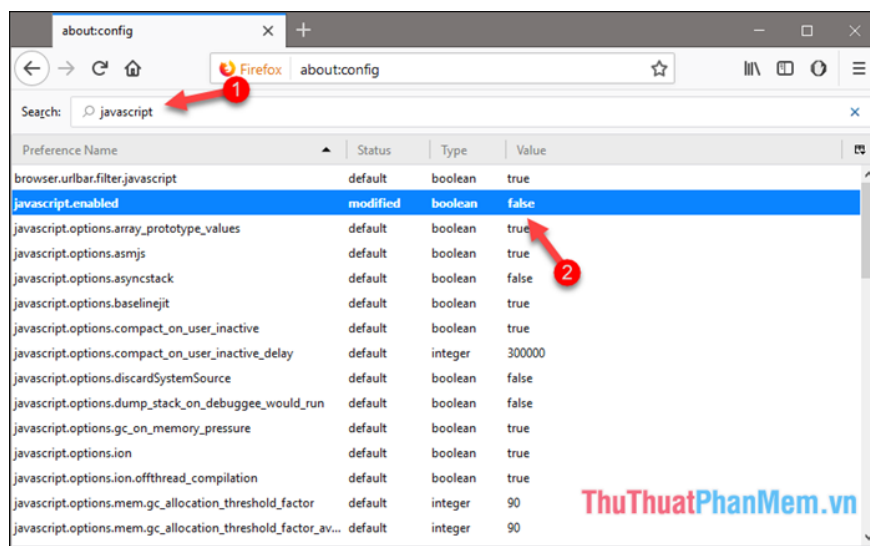 about:config
Firefox about:config
1
Search: javascript
Preference Name Status Type Value
browser.urlbar.filter.javascript default boolean true
javascript.enabled modified boolean false
javascript.options.array_prototype_values default boolean true
javascript.options.asmjs default boolean true
2
javascript.options.asyncstack default boolean false
javascript.options.baselinejit default boolean true
javascript.options.compact_on_user_inactive default boolean true
javascript.options.compact_on_user_inactive_delay default integer 300000
javascript.options.discardSystemSource default boolean false
javascript.options.dump_stack_on_debuggee_would_run default boolean false
javascript.options.gc_on_memory_pressure default boolean true
javascript.options.ion default boolean true
javascript.options.ion.offthread_compilation default boolean true
javascript.options.mem.gc_allocation_threshold_factor default integer 90
ThuThuatPhanMem.vn
javascript.options.mem.gc_allocation_threshold_factor_av... default integer 90